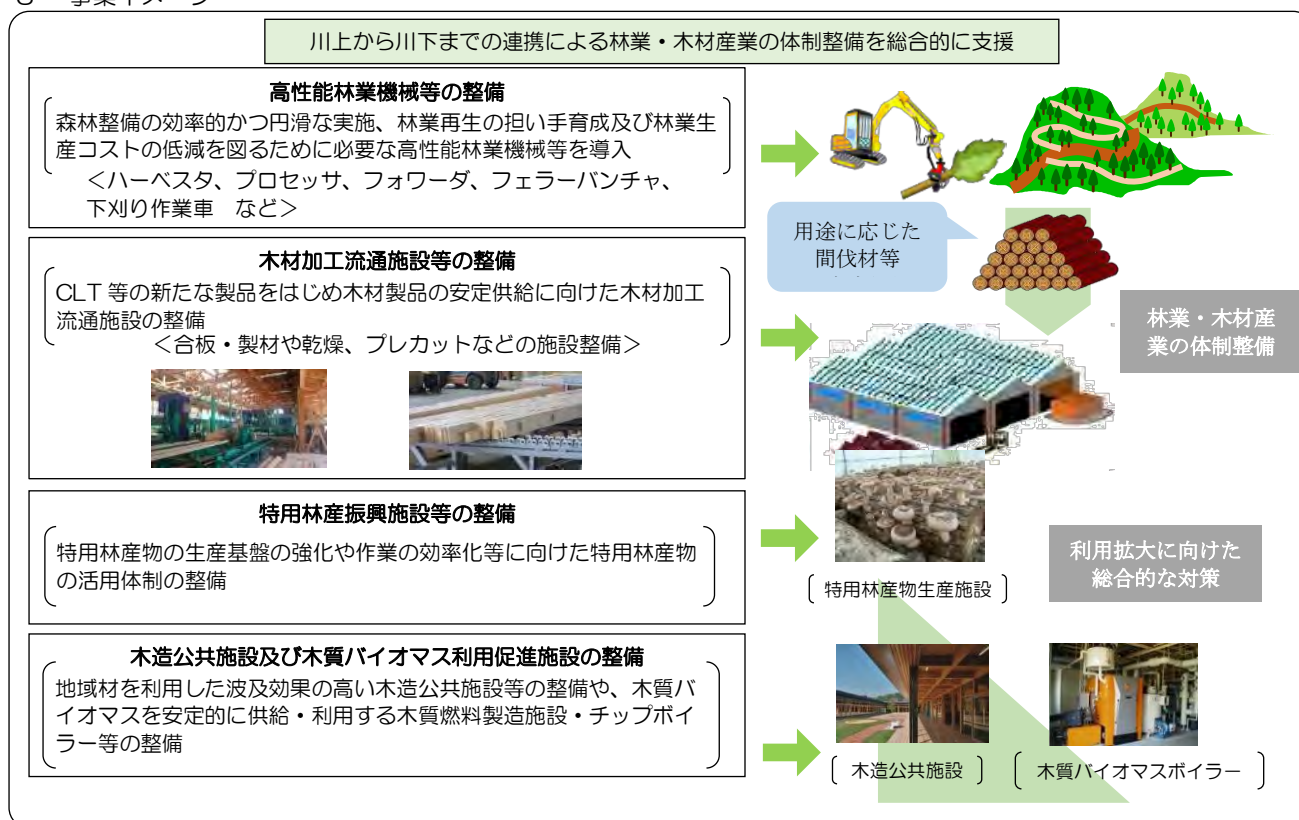 事業イメージ
川上から川下までの連携による林業・木材産業の体制整備を総合的に支援
高性能林業機械等の整備
森林整備の効率的かつ円滑な実施、林業再生の担い手育成及び林業生
産コストの低減を図るために必要な高性能林業機械等を導入
＜ハーベスタ、プロセッサ、フォワーダ、フェラーバンチャ、
下刈り作業車　など＞
用途に応じた
間伐材等
木材加工流通施設等の整備
CLT 等の新たな製品をはじめ木材製品の安定供給に向けた木材加工
流通施設の整備
＜合板・製材や乾燥、プレカットなどの施設整備＞
林業・木材産
業の体制整備
特用林産振興施設等の整備
特用林産物の生産基盤の強化や作業の効率化等に向けた特用林産物
の活用体制の整備
特用林産物生産施設
利用拡大に向けた
総合的な対策
木造公共施設及び木質バイオマス利用促進施設の整備
地域材を利用した波及効果の高い木造公共施設等の整備や、木質バ
イオマスを安定的に供給・利用する木質燃料製造施設・チップボイ
ラー等の整備
木造公共施設
木質バイオマスボイラー